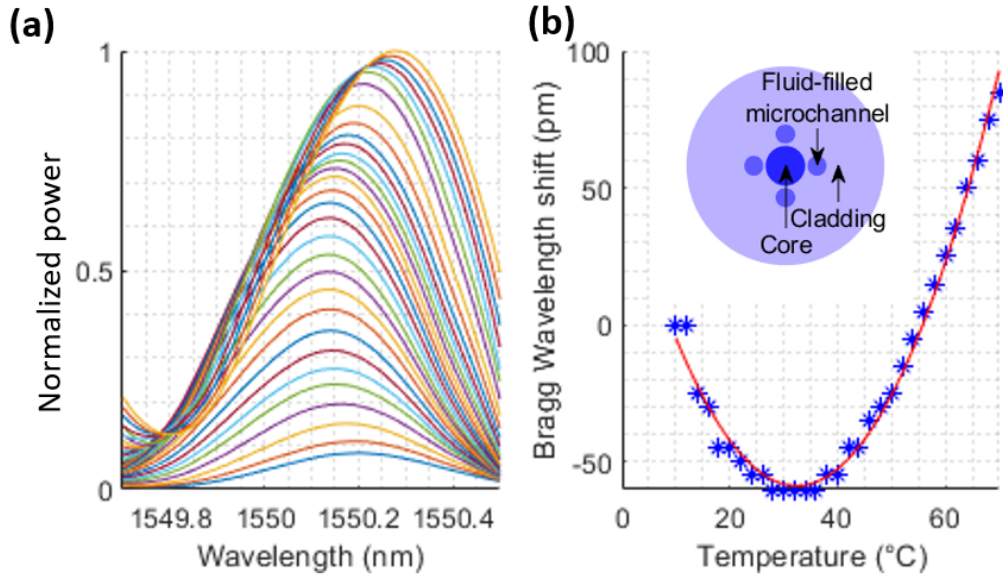 (a)
Normalized power
1
0.5
0
1549.8 1550 1550.2 1550.4
Wavelength (nm)
(b)
Bragg Wavelength shift (pm)
100
50
0
-50
0 20 40 60
Temperature (°C)
Fluid-filled
microchannel
Cladding
Core